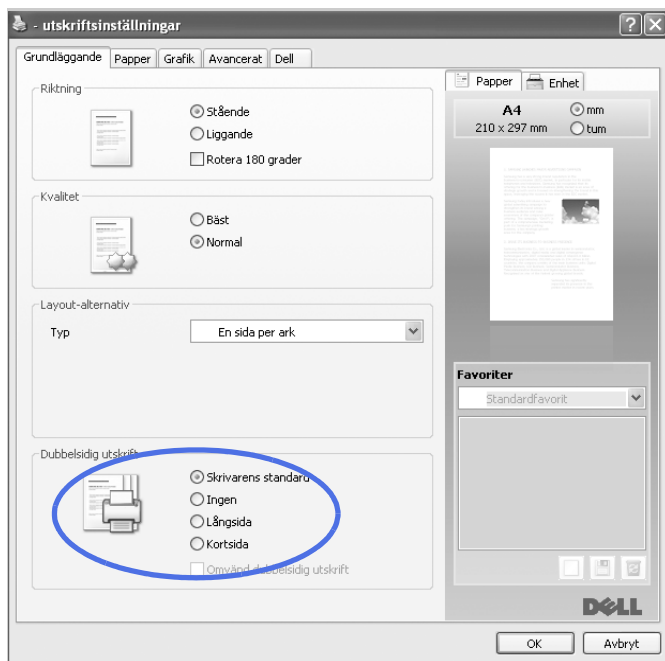 - utskriftsinställningar
Grundläggande Papper Grafik Avancerat Dell
Riktning
Stående
Liggande
Rotera 180 grader
Kvalitet
Bäst
Normal
Layout-alternativ
Typ En sida per ark
Dubbelsidig utskrift
Skrivarens standard
Ingen
Långsida
Kortsida
Omvänd dubbelsidig utskrift
Papper Enhet
A4 mm
210 x 297 mm tum
Favoriter
Standardfavorit
DELL
OK Avbryt